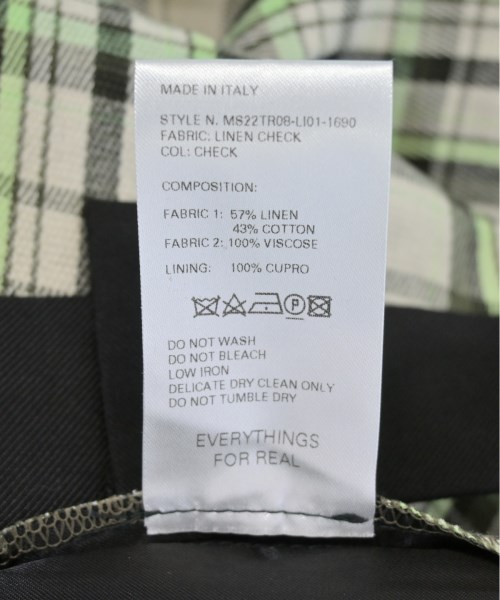 MADE IN ITALY
STYLE N. MS22TR08-LI01-1690
FABRIC: LINEN CHECK
COL: CHECK
COMPOSITION:
FABRIC 1: 57% LINEN
43% COTTON
FABRIC 2: 100% VISCOSE
LINING: 100% CUPRO
P
DO NOT WASH
DO NOT BLEACH
LOW IRON
DELICATE DRY CLEAN ONLY
DO NOT TUMBLE DRY
EVERYTHINGS
FOR REAL